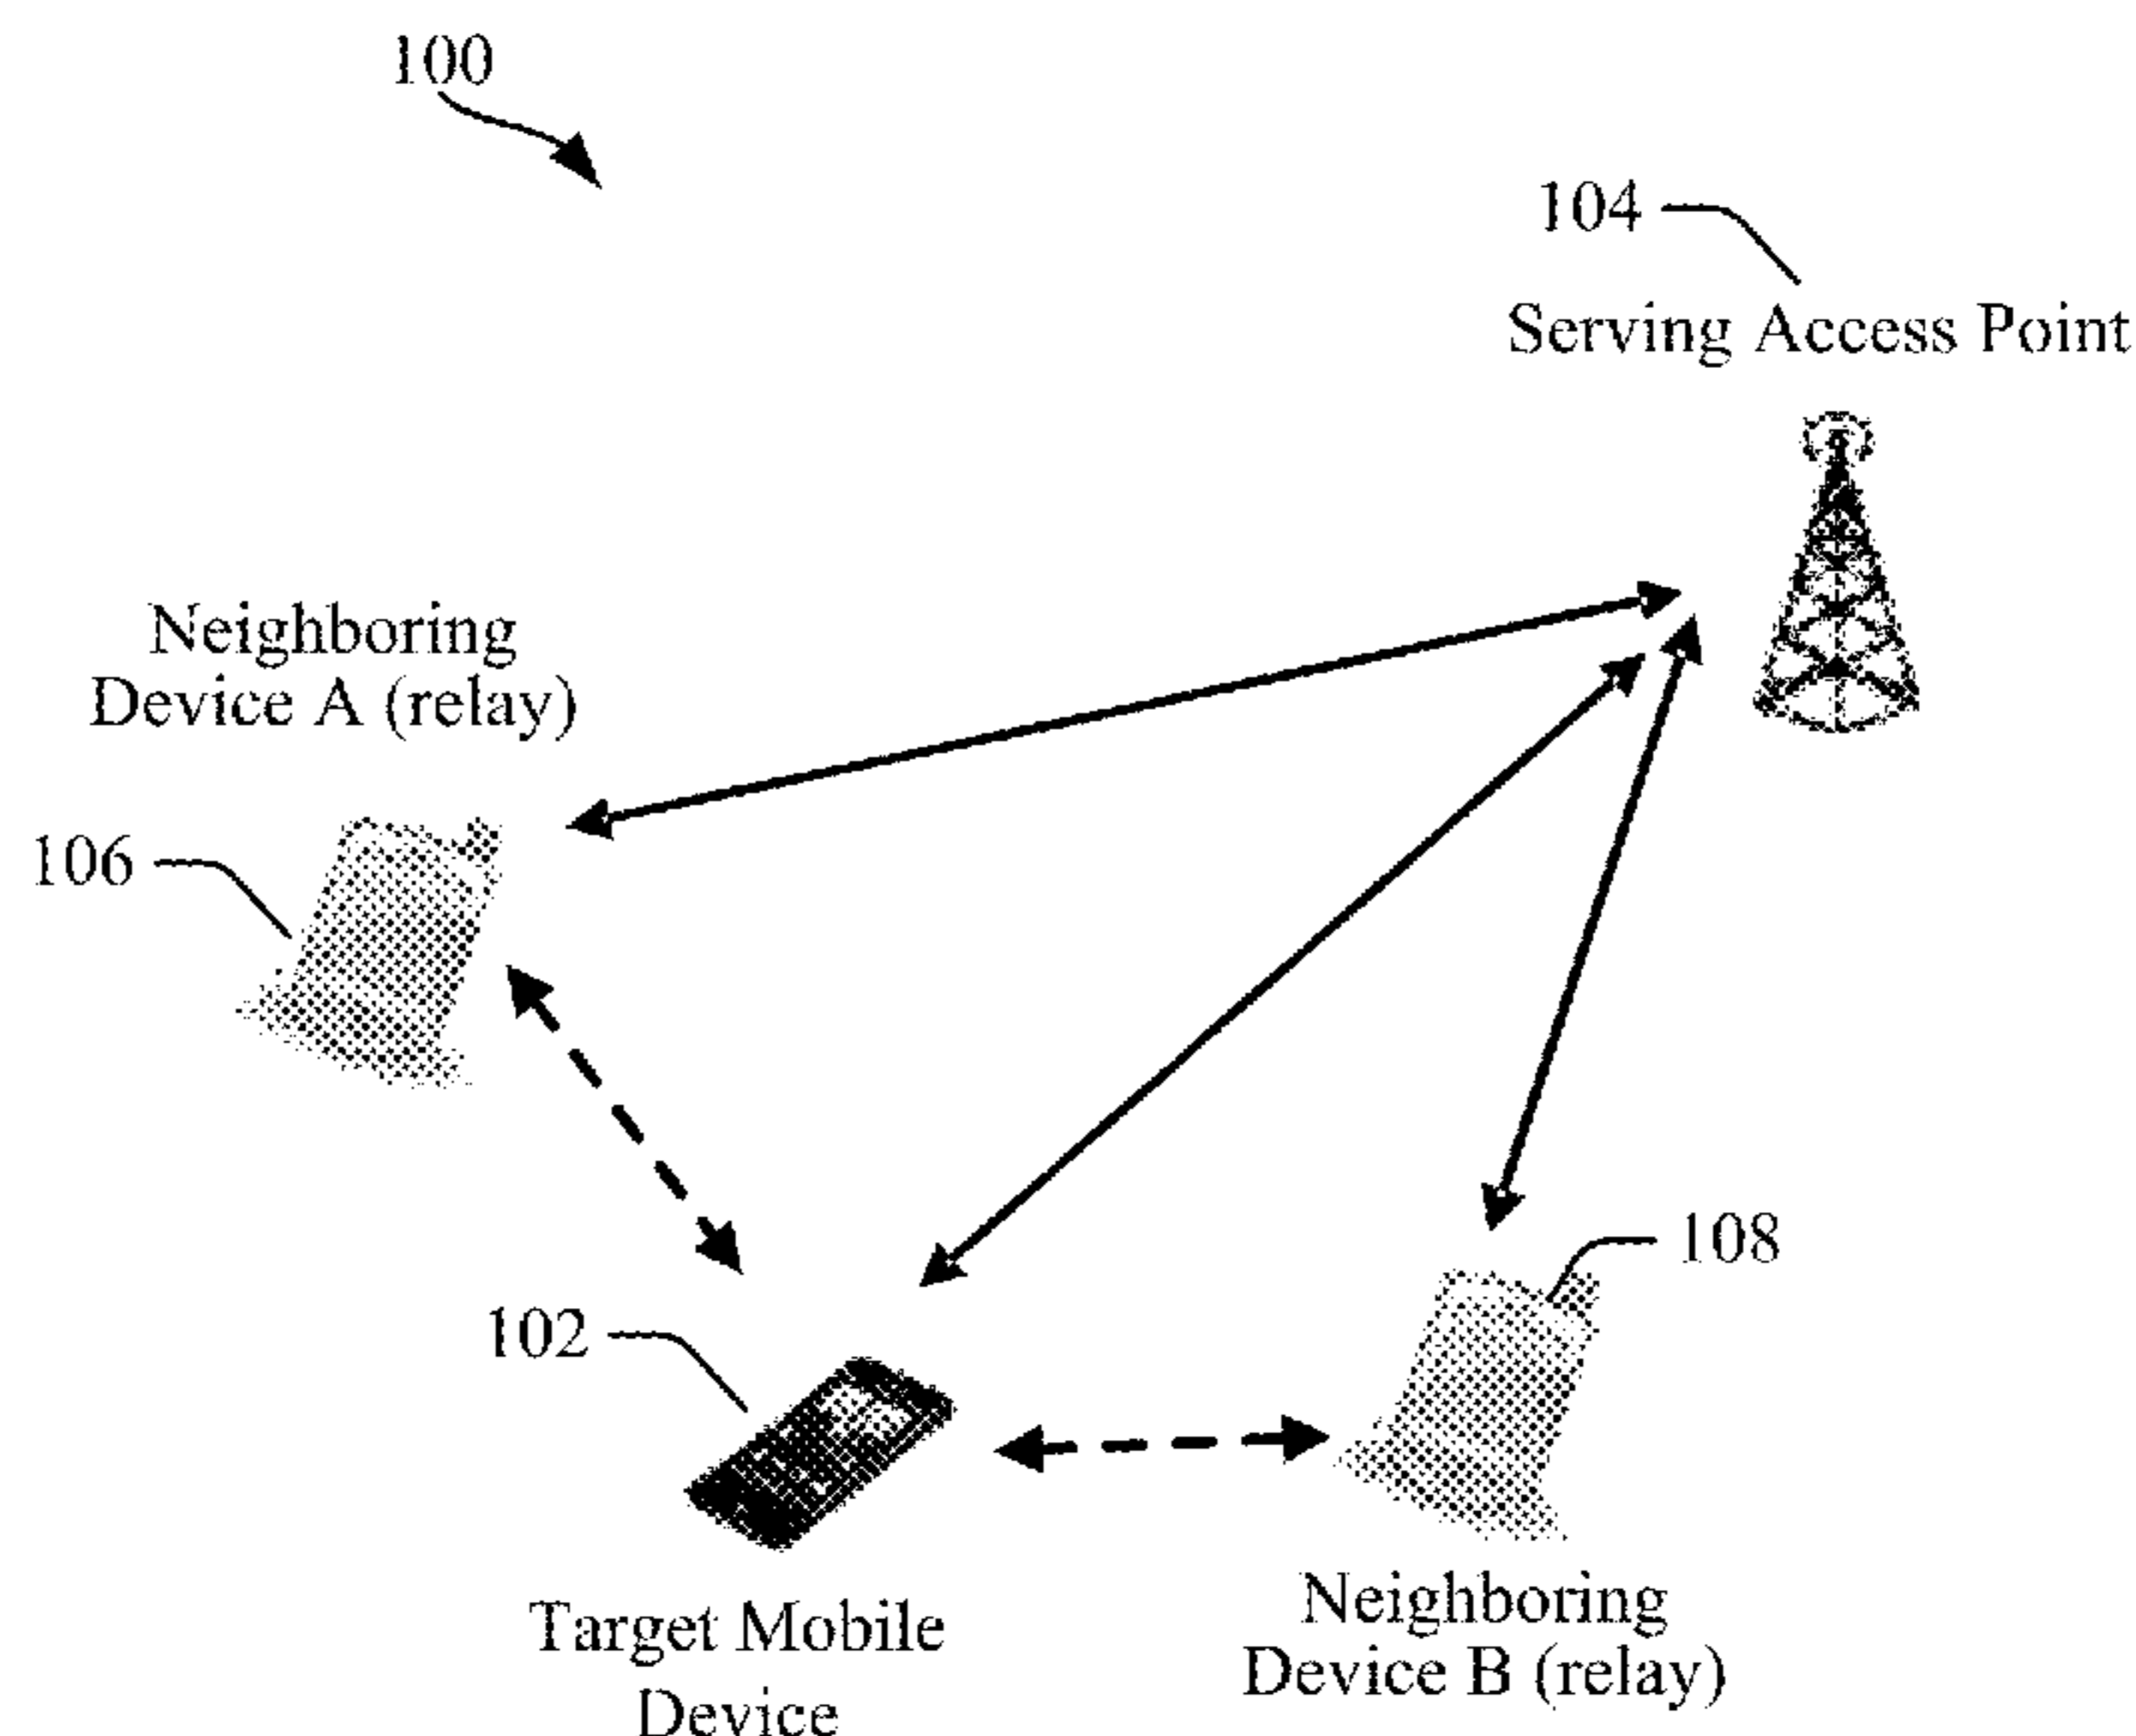 100
104
Serving Access Point
Neighboring
Device A (relay)
106
108
102
Target Mobile
Device
Neighboring
Device B (relay)